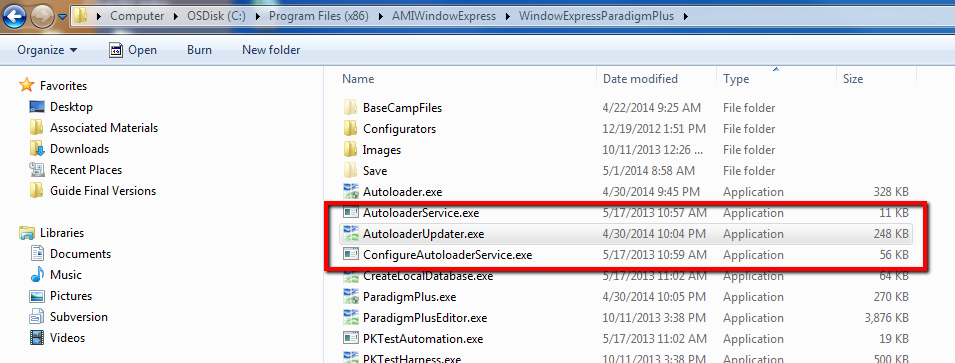 Computer ▸ OSDisk (C:) ▸ Program Files (x86) ▸ AMIWindowExpress ▸ WindowExpressParadigmPlus ▸
Organize ▾ Open Burn New folder
Favorites
Desktop
Associated Materials
Downloads
Recent Places
Guide Final Versions
Libraries
Documents
Music
Pictures
Subversion
Videos
Name Date modified Type Size
BaseCampFiles 4/22/2014 9:25 AM File folder
Configurators 12/19/2012 1:51 PM File folder
Images 10/11/2013 12:26 ... File folder
Save 5/1/2014 8:58 AM File folder
Autoloader.exe 4/30/2014 9:45 PM Application 328 KB
AutoloaderService.exe 5/17/2013 10:57 AM Application 11 KB
AutoloaderUpdater.exe 4/30/2014 10:04 PM Application 248 KB
ConfigureAutoloaderService.exe 5/17/2013 10:59 AM Application 56 KB
CreateLocalDatabase.exe 5/17/2013 11:02 AM Application 64 KB
ParadigmPlus.exe 4/30/2014 10:05 PM Application 270 KB
ParadigmPlusEditor.exe 10/11/2013 3:38 PM Application 3,876 KB
PKTestAutomation.exe 5/17/2013 11:02 AM Application 30 KB
PKTestHarness.exe 10/11/2013 3:38 PM Application 500 KB